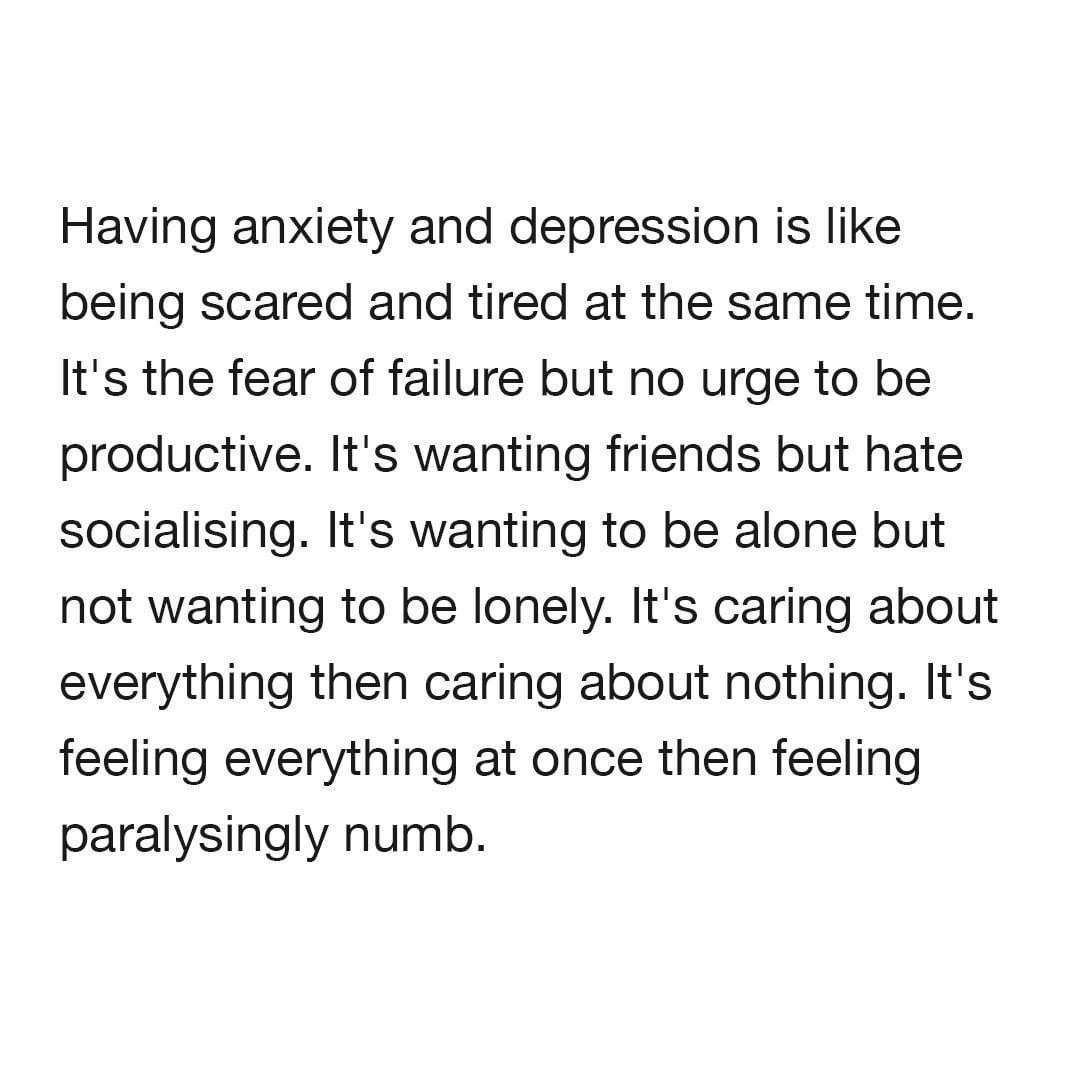 Having anxiety and depression is like
being scared and tired at the same time.
It's the fear of failure but no urge to be
productive. It's wanting friends but hate
socialising. It's wanting to be alone but
not wanting to be lonely. It's caring about
everything then caring about nothing. It's
feeling everything at once then feeling
paralysingly numb.